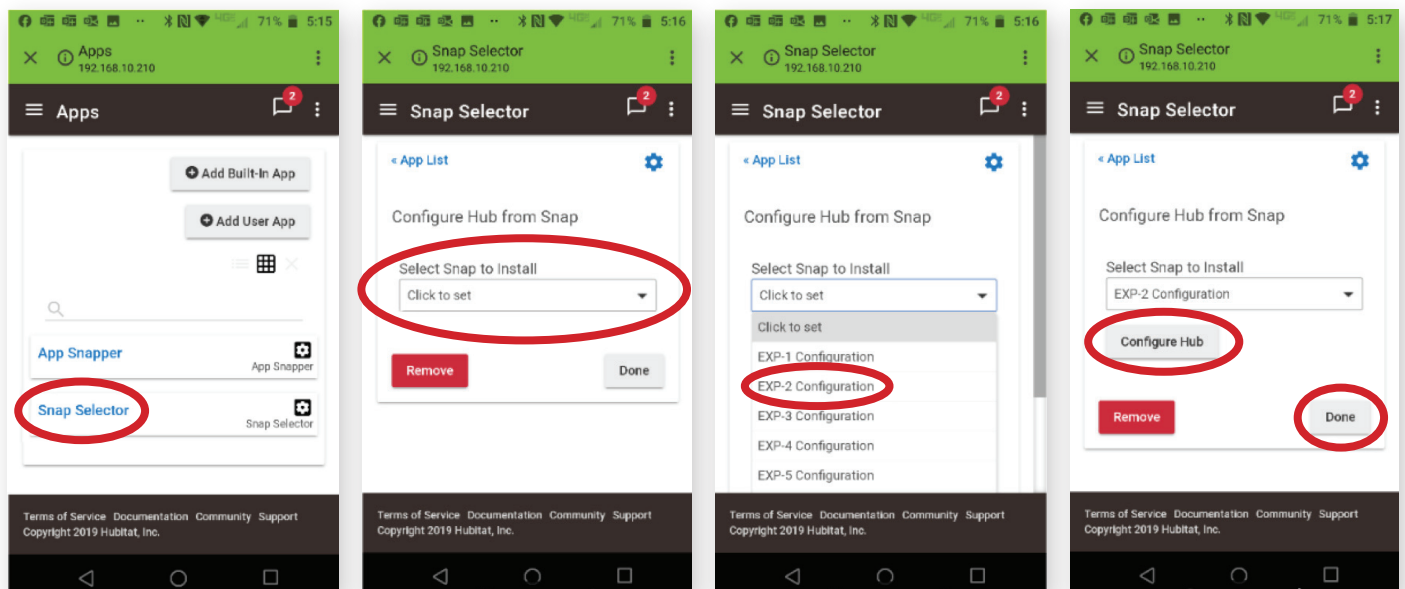 71% 5:15
Apps
192.168.10.210
Apps
2
Add Built-In App
Add User App
App Snapper
App Snapper
Snap Selector
Snap Selector
Terms of Service Documentation Community Support
Copyright 2019 Hubitat, Inc.
71% 5:16
Snap Selector
192.168.10.210
Snap Selector
2
« App List
Configure Hub from Snap
Select Snap to Install
Click to set
Remove
Done
Terms of Service Documentation Community Support
Copyright 2019 Hubitat, Inc.
71% 5:16
Snap Selector
192.168.10.210
Snap Selector
2
« App List
Configure Hub from Snap
Select Snap to Install
Click to set
Click to set
EXP-1 Configuration
EXP-2 Configuration
EXP-3 Configuration
EXP-4 Configuration
EXP-5 Configuration
Terms of Service Documentation Community Support
Copyright 2019 Hubitat, Inc.
71% 5:17
Snap Selector
192.168.10.210
Snap Selector
2
« App List
Configure Hub from Snap
Select Snap to Install
EXP-2 Configuration
Configure Hub
Remove
Done
Terms of Service Documentation Community Support
Copyright 2019 Hubitat, Inc.